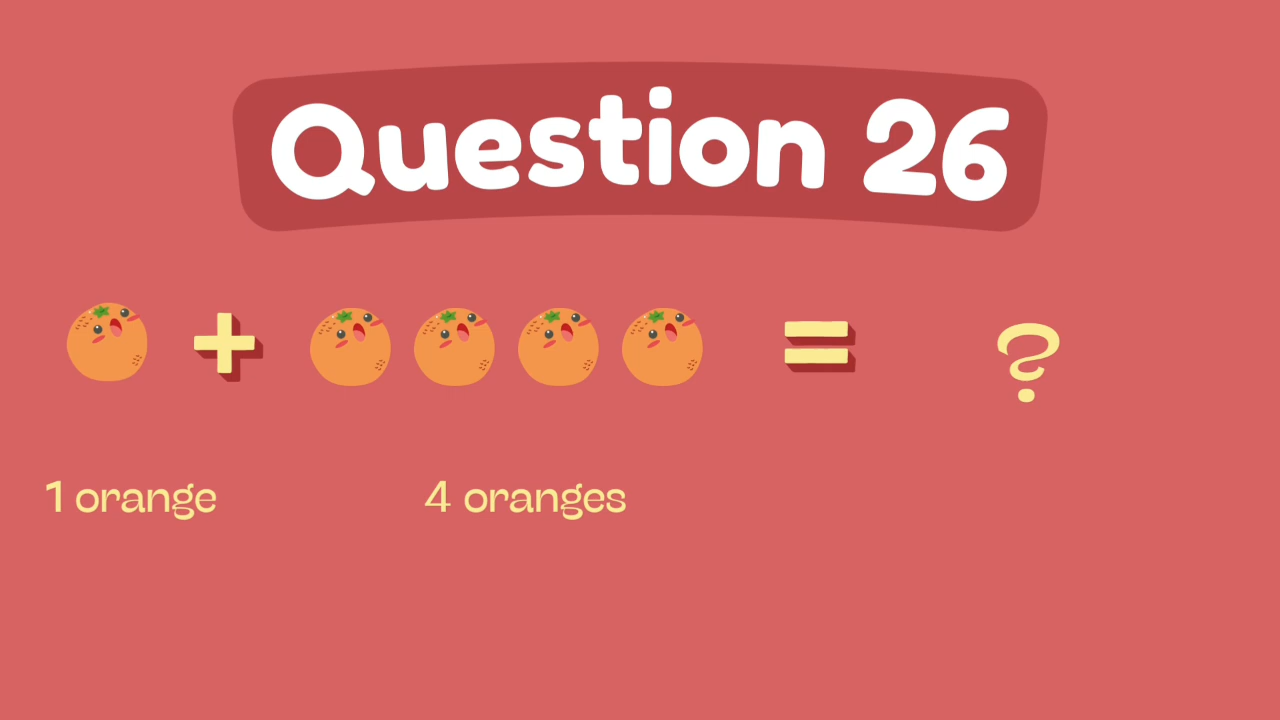 Question 26
+ = ?
1 orange 4 oranges